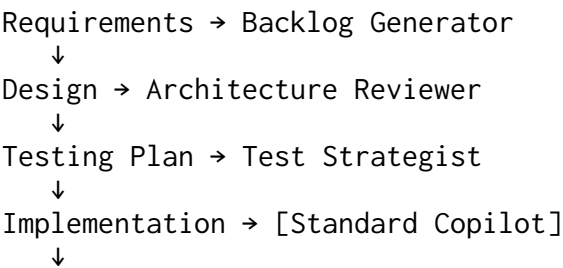 Requirements → Backlog Generator
↓
Design → Architecture Reviewer
↓
Testing Plan → Test Strategist
↓
Implementation → [Standard Copilot]
↓